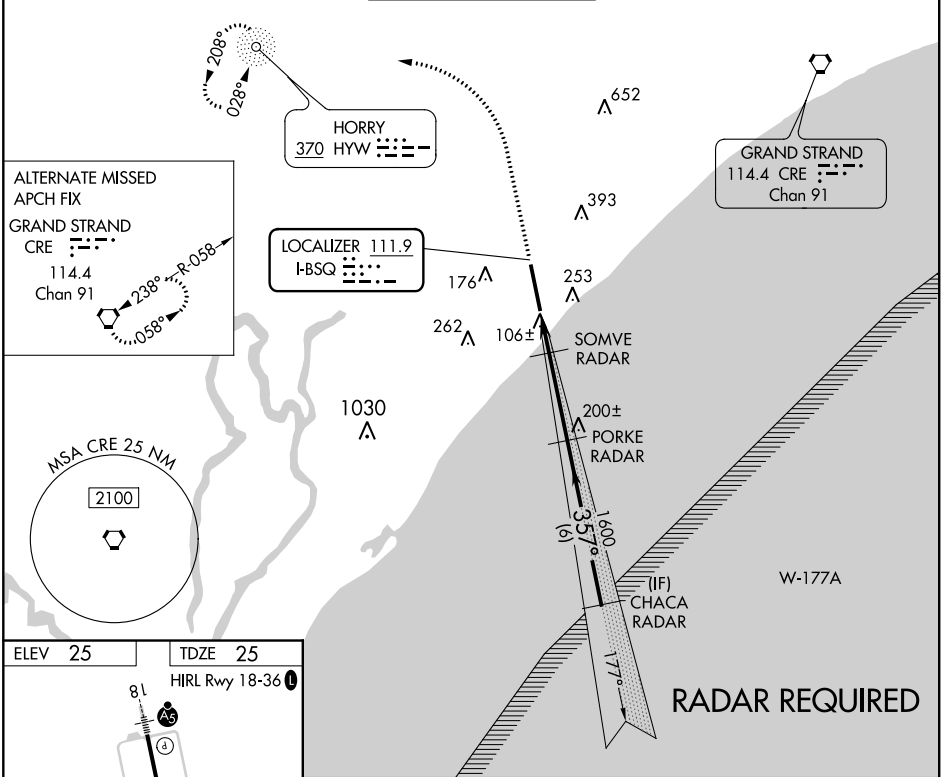 208°
028°
HORRY
370 HYW
652
GRAND STRAND
114.4 CRE
Chan 91
ALTERNATE MISSED
APCH FIX
GRAND STRAND
CRE
114.4
Chan 91
238°
R-058
058°
393
LOCALIZER 111.9
I-BSQ
176
253
262
106±
SOMVE
RADAR
1030
200±
PORKE
RADAR
MSA CRE 25 NM
2100
357°
1600
(6)
W-177A
(IF)
CHACA
RADAR
177°
RADAR REQUIRED
ELEV 25
TDZE 25
HIRL Rwy 18-36 L
18
A5
P